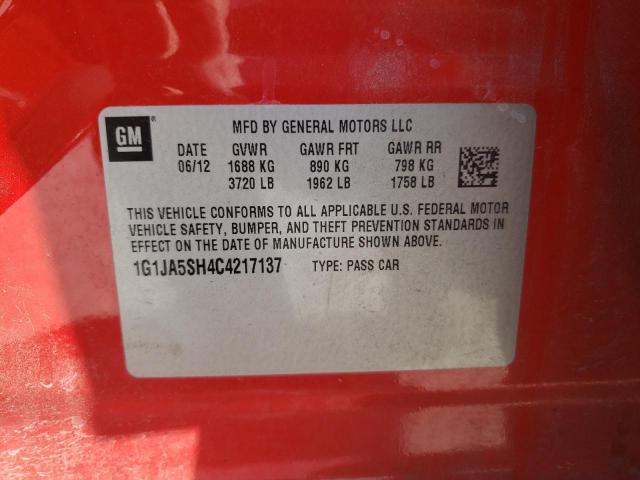 GM
MFD BY GENERAL MOTORS LLC
DATE GVWR GAWR FRT GAWR RR
06/12 1688 KG 890 KG 798 KG
3720 LB 1962 LB 1758 LB
THIS VEHICLE CONFORMS TO ALL APPLICABLE U.S. FEDERAL MOTOR
VEHICLE SAFETY, BUMPER, AND THEFT PREVENTION STANDARDS IN
EFFECT ON THE DATE OF MANUFACTURE SHOWN ABOVE.
1G1JA5SH4C4217137 TYPE: PASS CAR